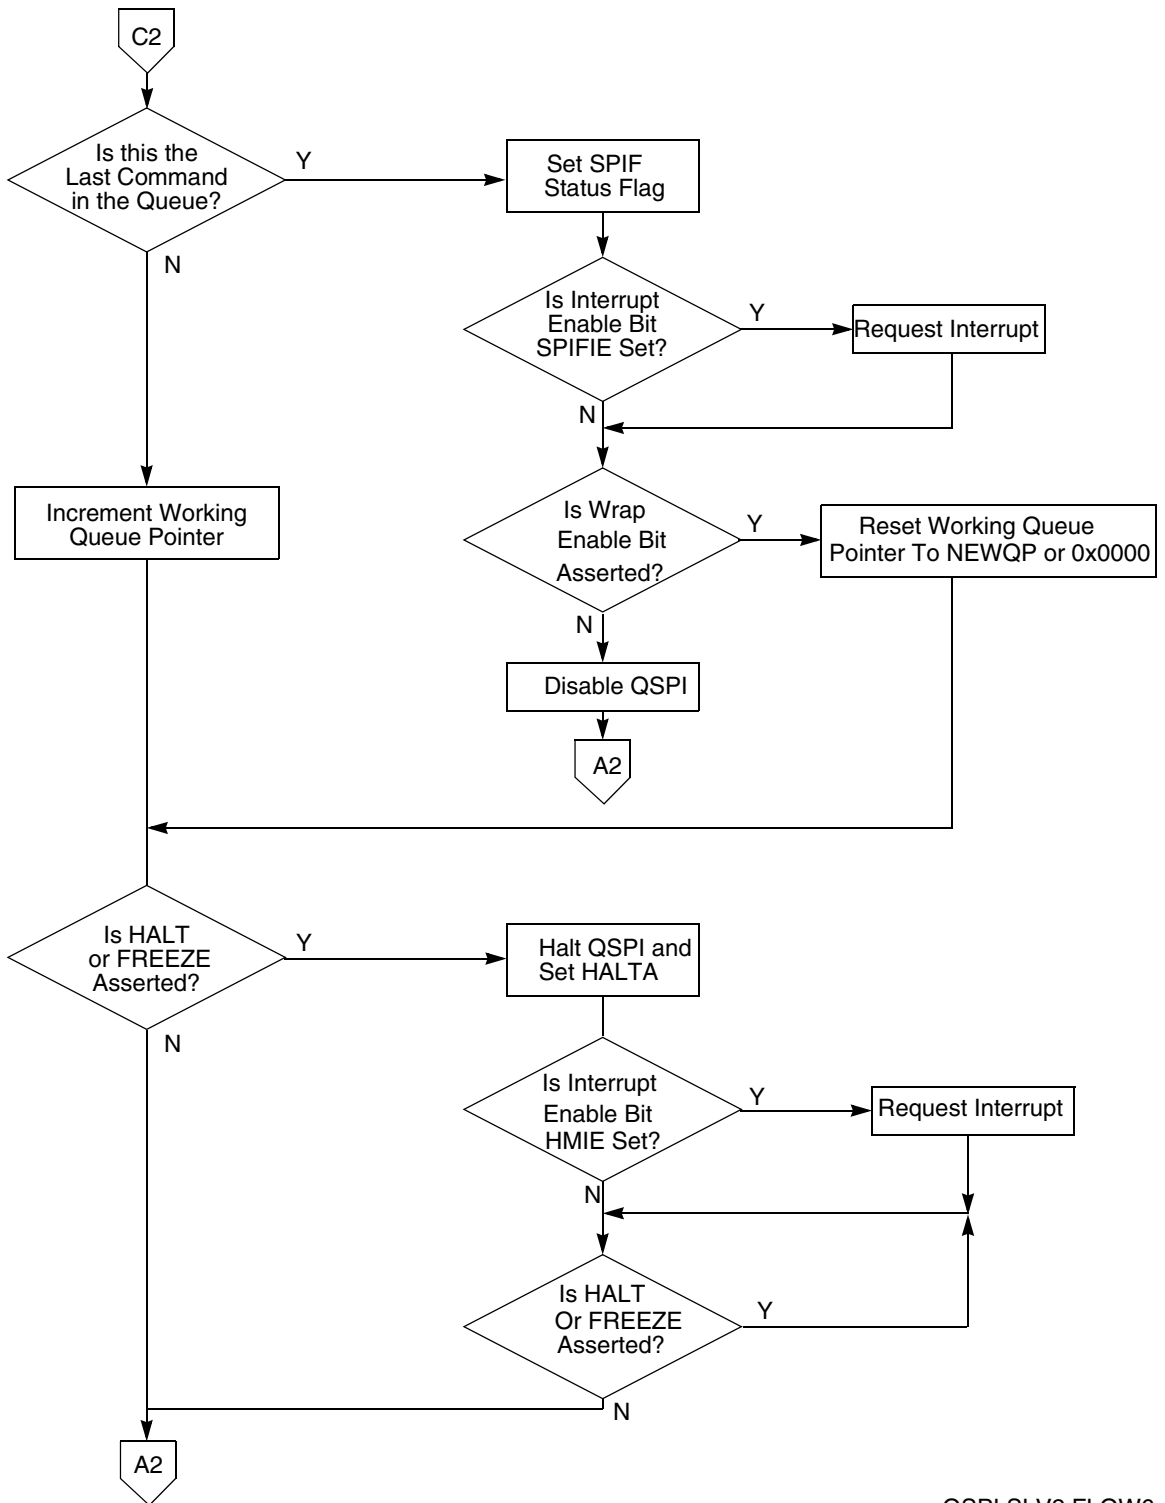 C2
Is this the
Last Command
in the Queue?
Y
N
Set SPIF
Status Flag
Is Interrupt
Enable Bit
SPIFIE Set?
Y
Request Interrupt
N
Increment Working
Queue Pointer
Is Wrap
Enable Bit
Asserted?
Y
Reset Working Queue
Pointer To NEWQP or 0x0000
N
Disable QSPI
A2
Is HALT
or FREEZE
Asserted?
Y
N
Halt QSPI and
Set HALTA
Is Interrupt
Enable Bit
HMIE Set?
Y
Request Interrupt
N
Is HALT
Or FREEZE
Asserted?
Y
N
A2